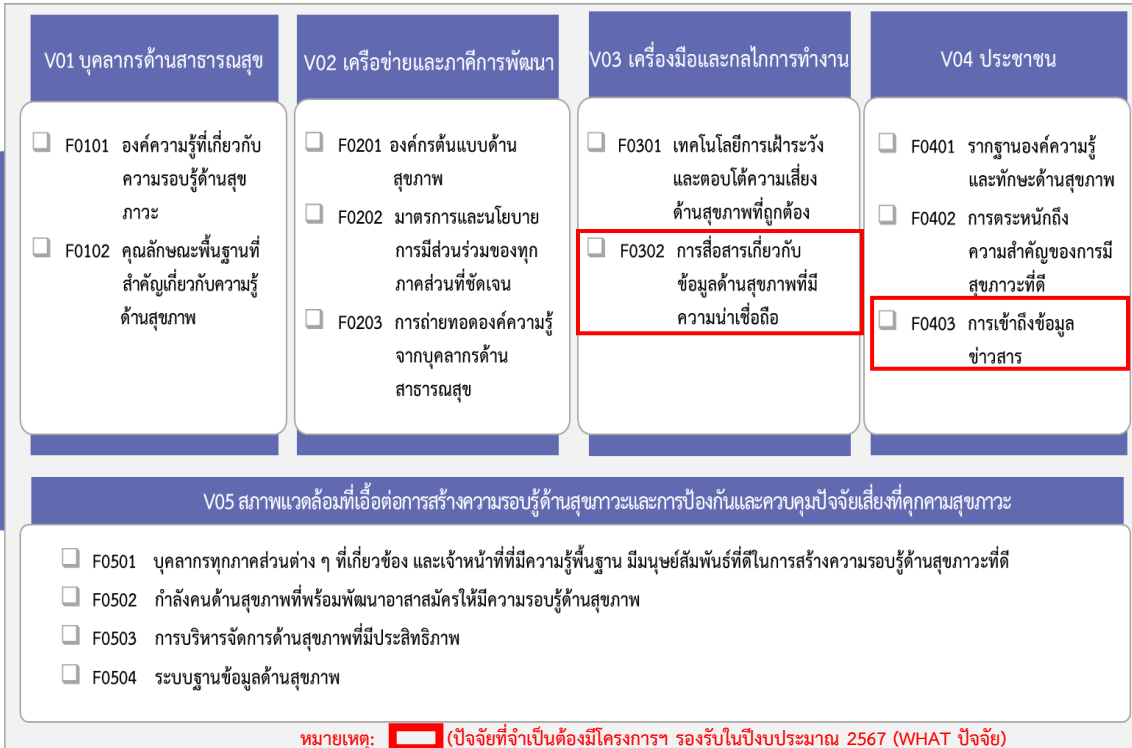 V01 บุคลากรด้านสาธารณสุข
F0101 องค์ความรู้ที่เกี่ยวกับ
ความรอบรู้ด้านสุข
ภาวะ
F0102 คุณลักษณะพื้นฐานที่
สำคัญเกี่ยวกับความรู้
ด้านสุขภาพ
V02 เครือข่ายและภาคีการพัฒนา
F0201 องค์กรต้นแบบด้าน
สุขภาพ
F0202 มาตรการและนโยบาย
การมีส่วนร่วมของทุก
ภาคส่วนที่ชัดเจน
F0203 การถ่ายทอดองค์ความรู้
จากบุคลากรด้าน
สาธารณสุข
V03 เครื่องมือและกลไกการทำงาน
F0301 เทคโนโลยีการเฝ้าระวัง
และตอบโต้ความเสี่ยง
ด้านสุขภาพที่ถูกต้อง
F0302 การสื่อสารเกี่ยวกับ
ข้อมูลด้านสุขภาพที่มี
ความน่าเชื่อถือ
V04 ประชาชน
F0401 รากฐานองค์ความรู้
และทักษะด้านสุขภาพ
F0402 การตระหนักถึง
ความสำคัญของการมี
สุขภาวะที่ดี
F0403 การเข้าถึงข้อมูล
ข่าวสาร
V05 สภาพแวดล้อมที่เอื้อต่อการสร้างความรอบรู้ด้านสุขภาวะและการป้องกันและควบคุมปัจจัยเสี่ยงที่คุกคามสุขภาวะ
F0501 บุคลากรทุกภาคส่วนต่าง ๆ ที่เกี่ยวข้อง และเจ้าหน้าที่ที่มีความรู้พื้นฐาน มีมนุษย์สัมพันธ์ที่ดีในการสร้างความรอบรู้ด้านสุขภาวะที่ดี
F0502 กำลังคนด้านสุขภาพที่พร้อมพัฒนาอาสาสมัครให้มีความรอบรู้ด้านสุขภาพ
F0503 การบริหารจัดการด้านสุขภาพที่มีประสิทธิภาพ
F0504 ระบบฐานข้อมูลด้านสุขภาพ
หมายเหตุ: (ปัจจัยที่จำเป็นต้องมีโครงการฯ รองรับในปีงบประมาณ 2567 (WHAT ปัจจัย)